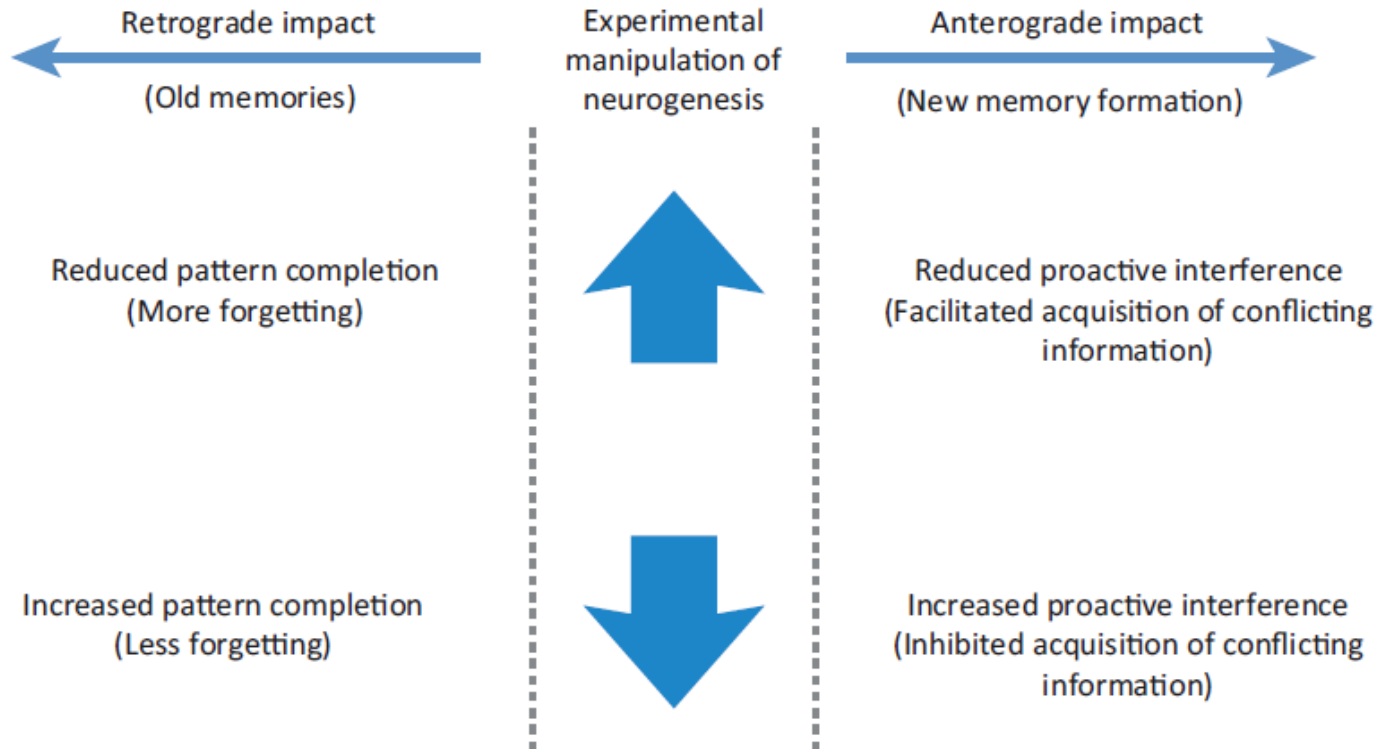 Retrograde impact
(Old memories)
Experimental
manipulation of
neurogenesis
Anterograde impact
(New memory formation)
Reduced pattern completion
(More forgetting)
Reduced proactive interference
(Facilitated acquisition of conflicting
information)
Increased pattern completion
(Less forgetting)
Increased proactive interference
(Inhibited acquisition of conflicting
information)